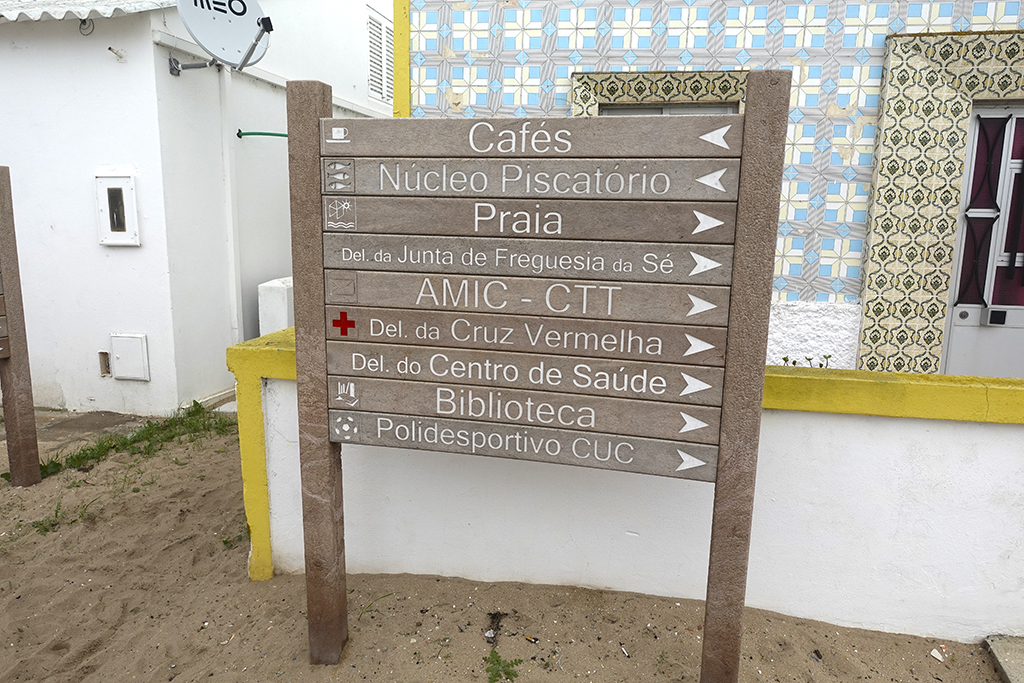 MEO
Cafés
Núcleo Piscatório
Praia
Del. da Junta de Freguesia da Sé
AMIC - CTT
Del. da Cruz Vermelha
Del. do Centro de Saúde
Biblioteca
Polidesportivo CUC